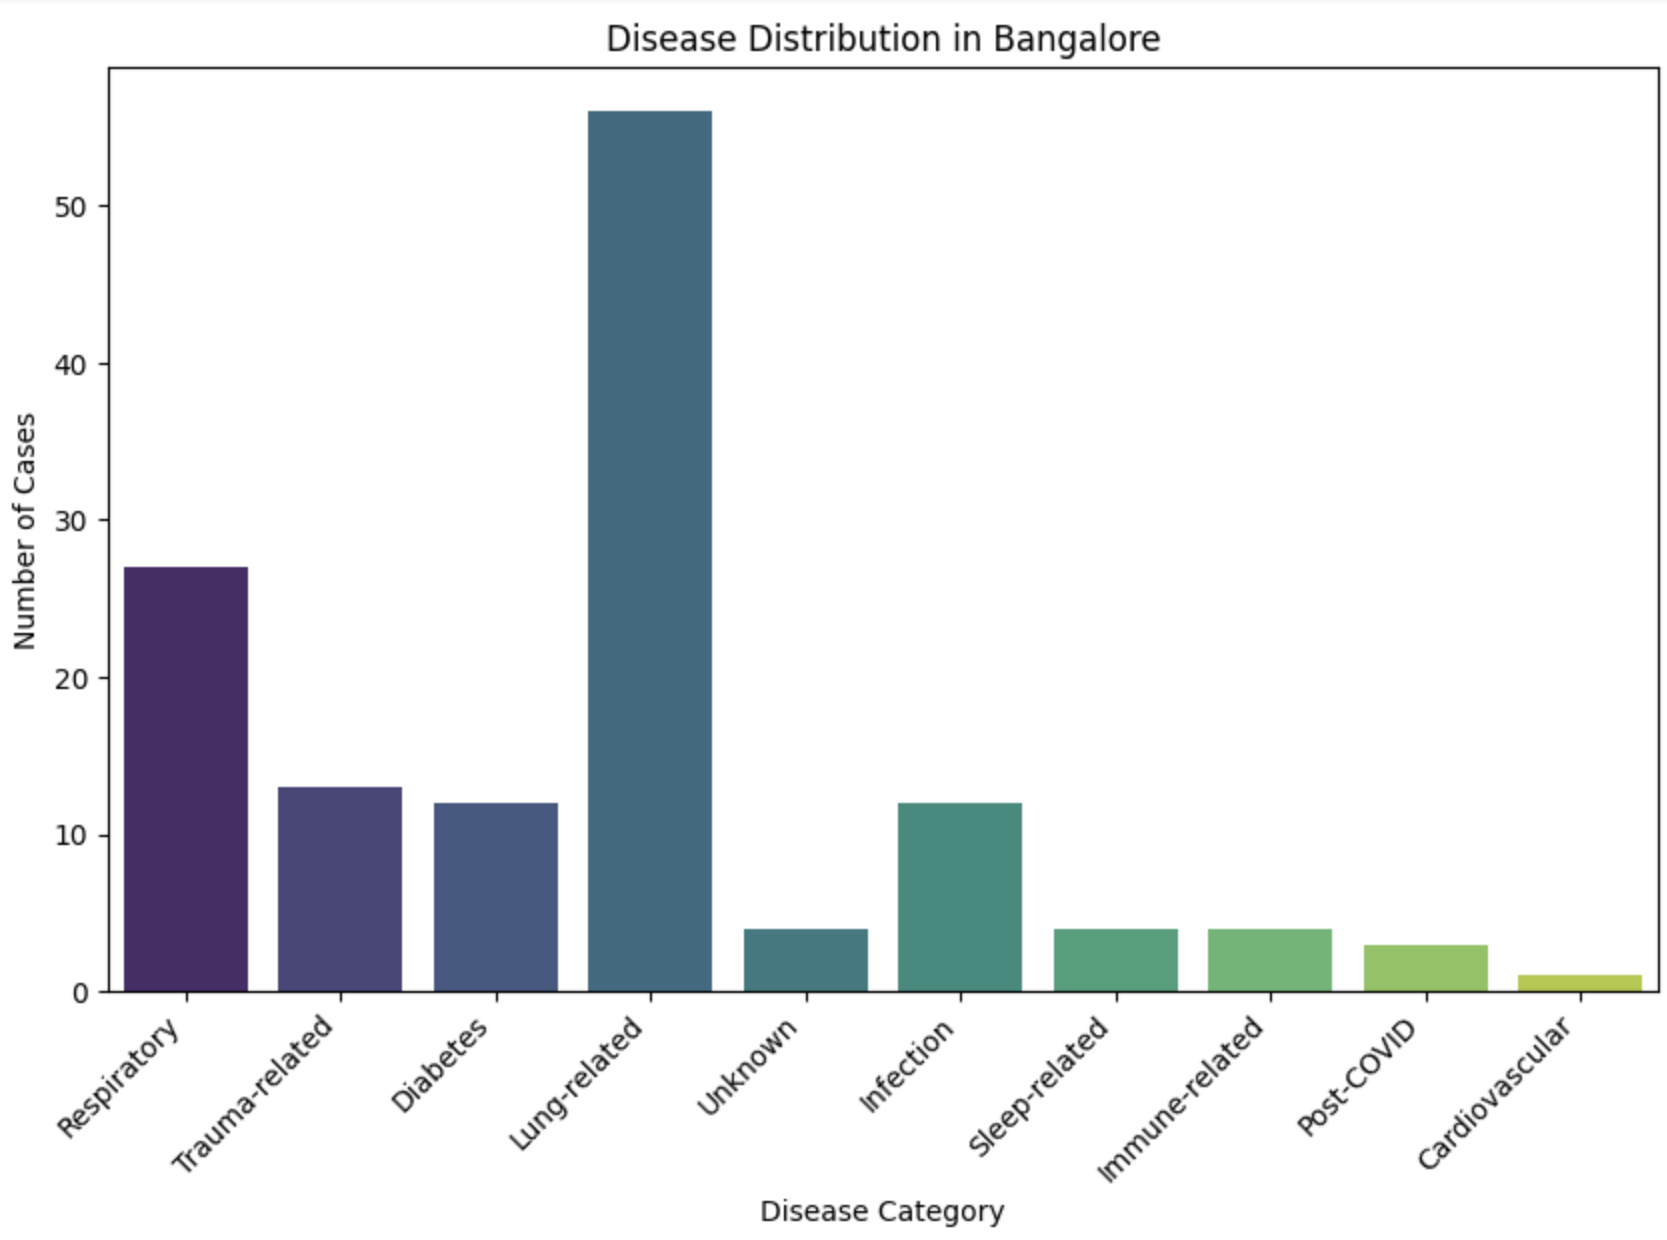 Disease Distribution in Bangalore
50
40
30
20
10
0
Number of Cases
Respiratory
Trauma-related
Diabetes
Lung-related
Unknown
Infection
Sleep-related
Immune-related
Post-COVID
Cardiovascular
Disease Category